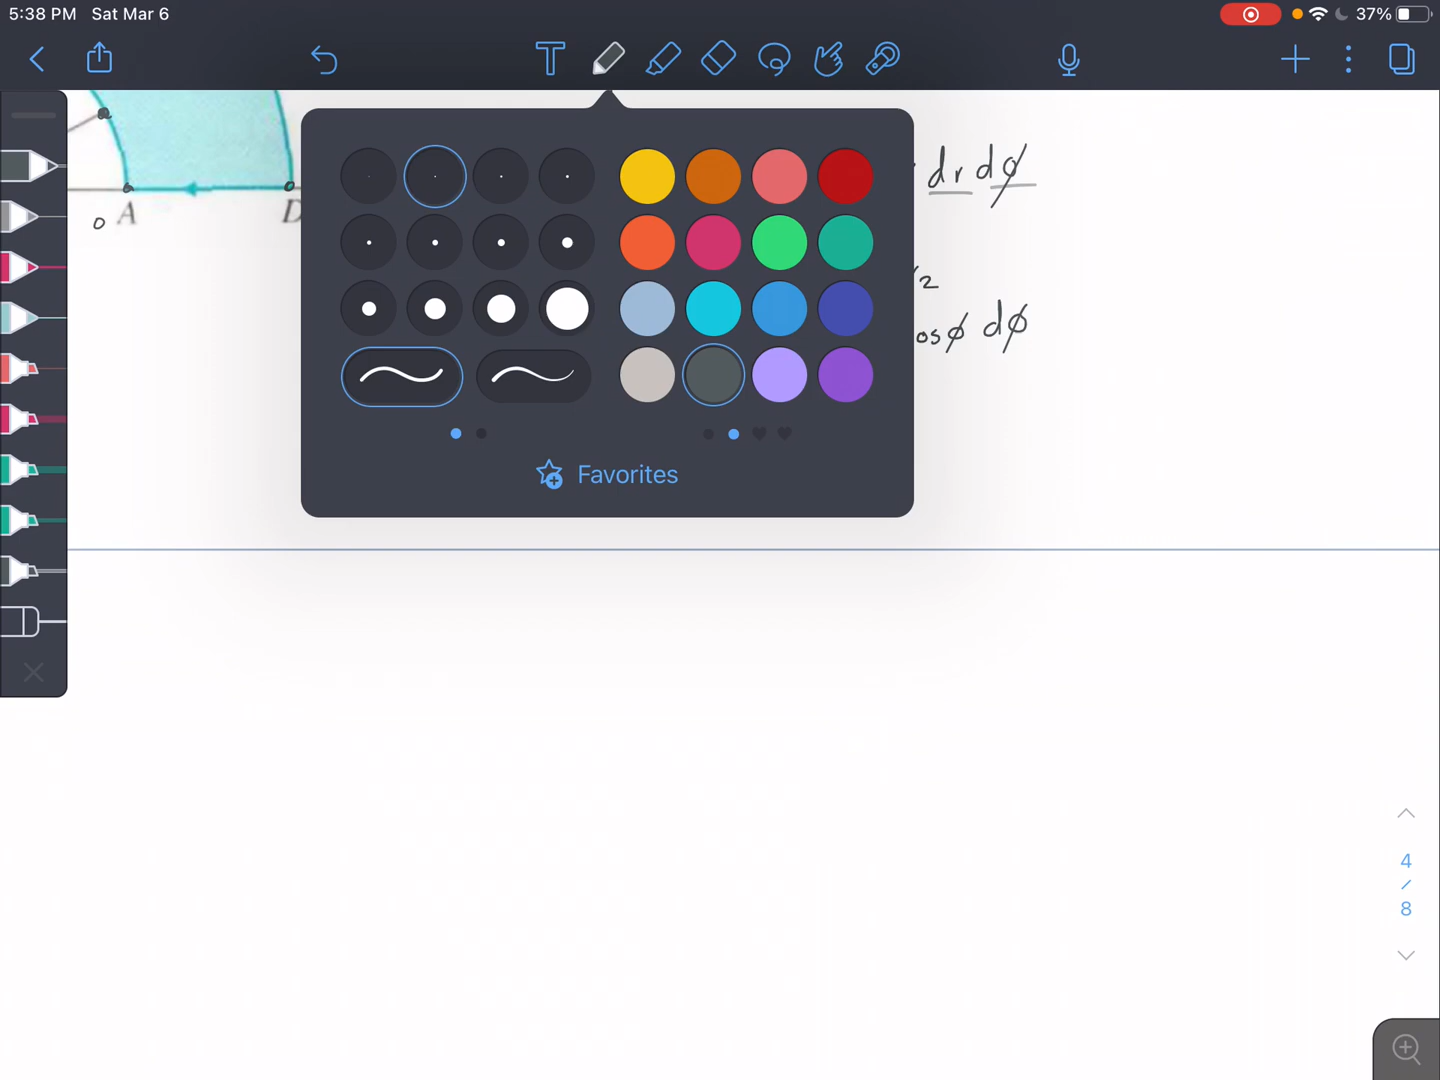 5:38 PM Sat Mar 6
37%
T
A
D
o
dr dϕ
/2
osϕ dϕ
Favorites
4
/
8